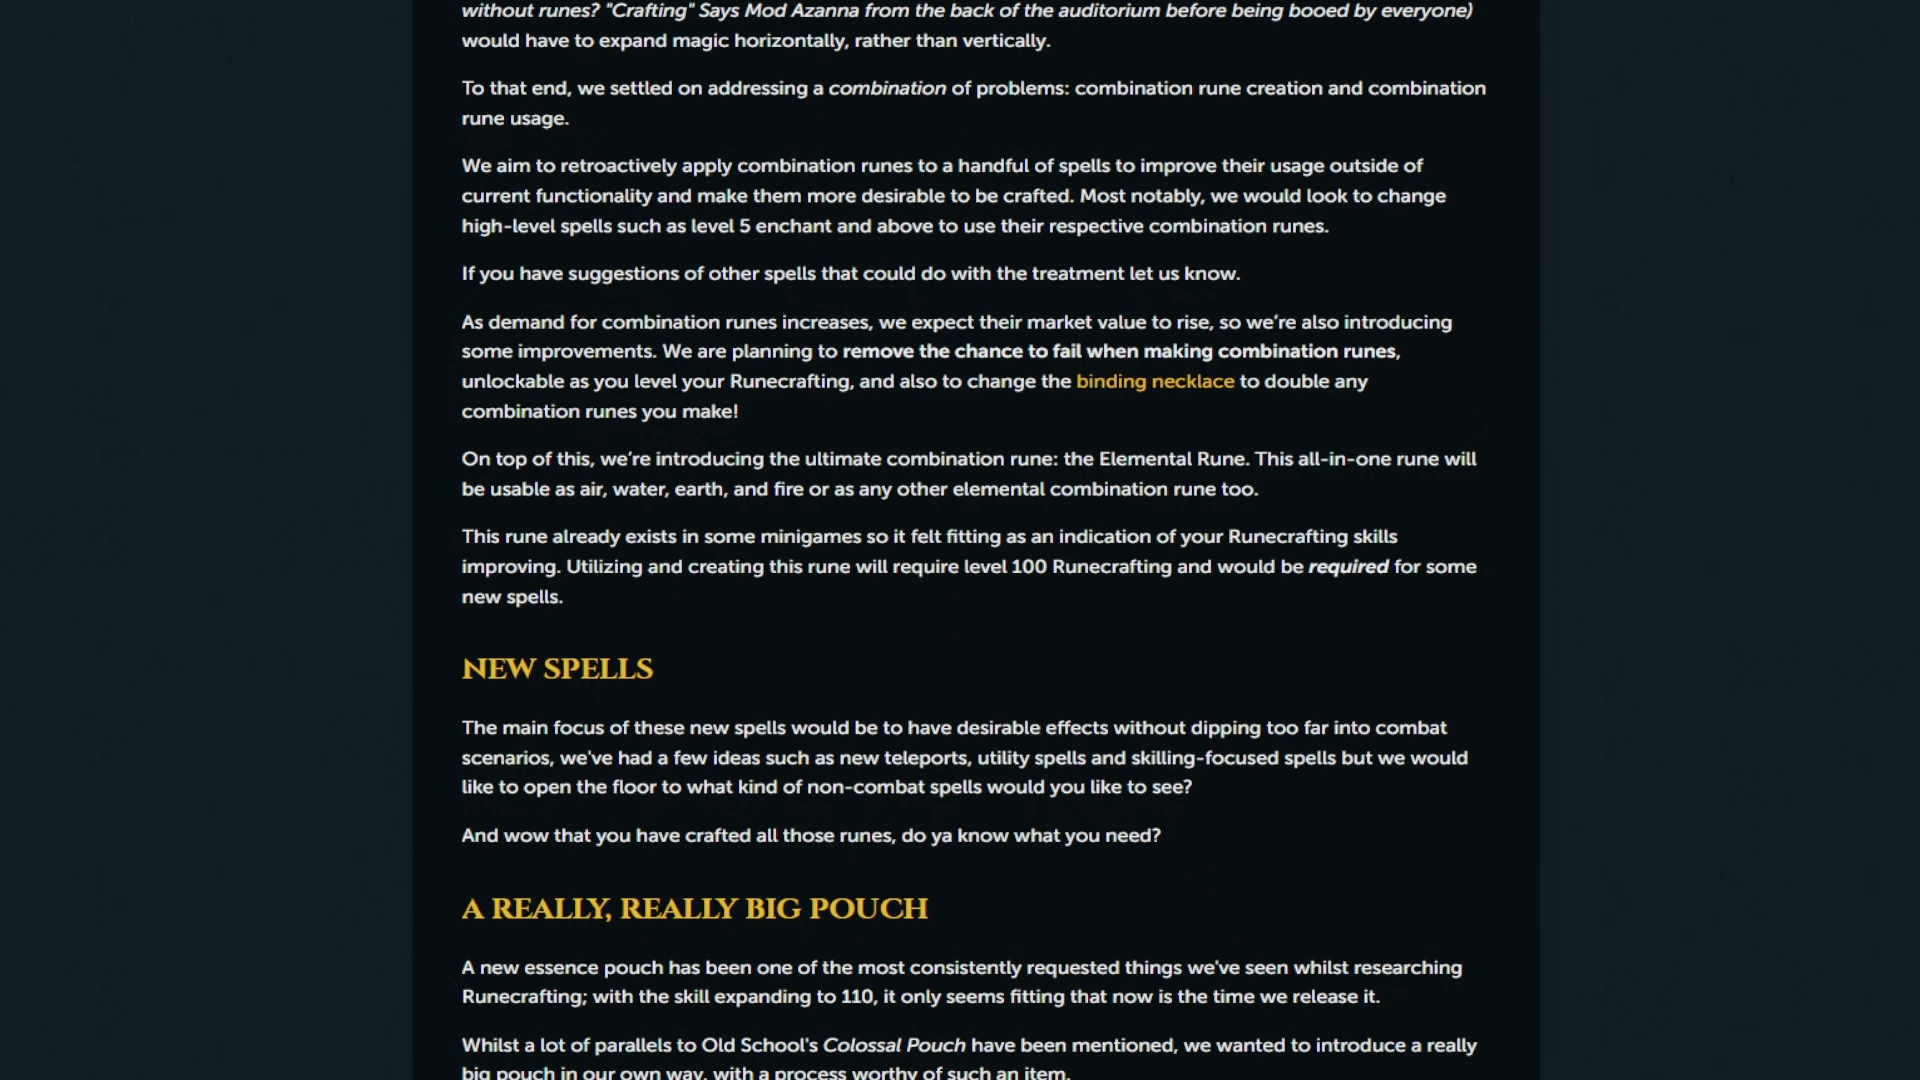 without runes? "Crafting" Says Mod Azanna from the back of the auditorium before being booed by everyone)
would have to expand magic horizontally, rather than vertically.
To that end, we settled on addressing a combination of problems: combination rune creation and combination
rune usage.
We aim to retroactively apply combination runes to a handful of spells to improve their usage outside of
current functionality and make them more desirable to be crafted. Most notably, we would look to change
high-level spells such as level 5 enchant and above to use their respective combination runes.
If you have suggestions of other spells that could do with the treatment let us know.
As demand for combination runes increases, we expect their market value to rise, so we're also introducing
some improvements. We are planning to remove the chance to fail when making combination runes,
unlockable as you level your Runecrafting, and also to change the binding necklace to double any
combination runes you make!
On top of this, we're introducing the ultimate combination rune: the Elemental Rune. This all-in-one rune will
be usable as air, water, earth, and fire or as any other elemental combination rune too.
This rune already exists in some minigames so it felt fitting as an indication of your Runecrafting skills
improving. Utilizing and creating this rune will require level 100 Runecrafting and would be required for some
new spells.
NEW SPELLS
The main focus of these new spells would be to have desirable effects without dipping too far into combat
scenarios, we've had a few ideas such as new teleports, utility spells and skilling-focused spells but we would
like to open the floor to what kind of non-combat spells would you like to see?
And wow that you have crafted all those runes, do ya know what you need?
A REALLY, REALLY BIG POUCH
A new essence pouch has been one of the most consistently requested things we've seen whilst researching
Runecrafting; with the skill expanding to 110, it only seems fitting that now is the time we release it.
Whilst a lot of parallels to Old School's Colossal Pouch have been mentioned, we wanted to introduce a really
big pouch in our own way, with a process worthy of such an item.